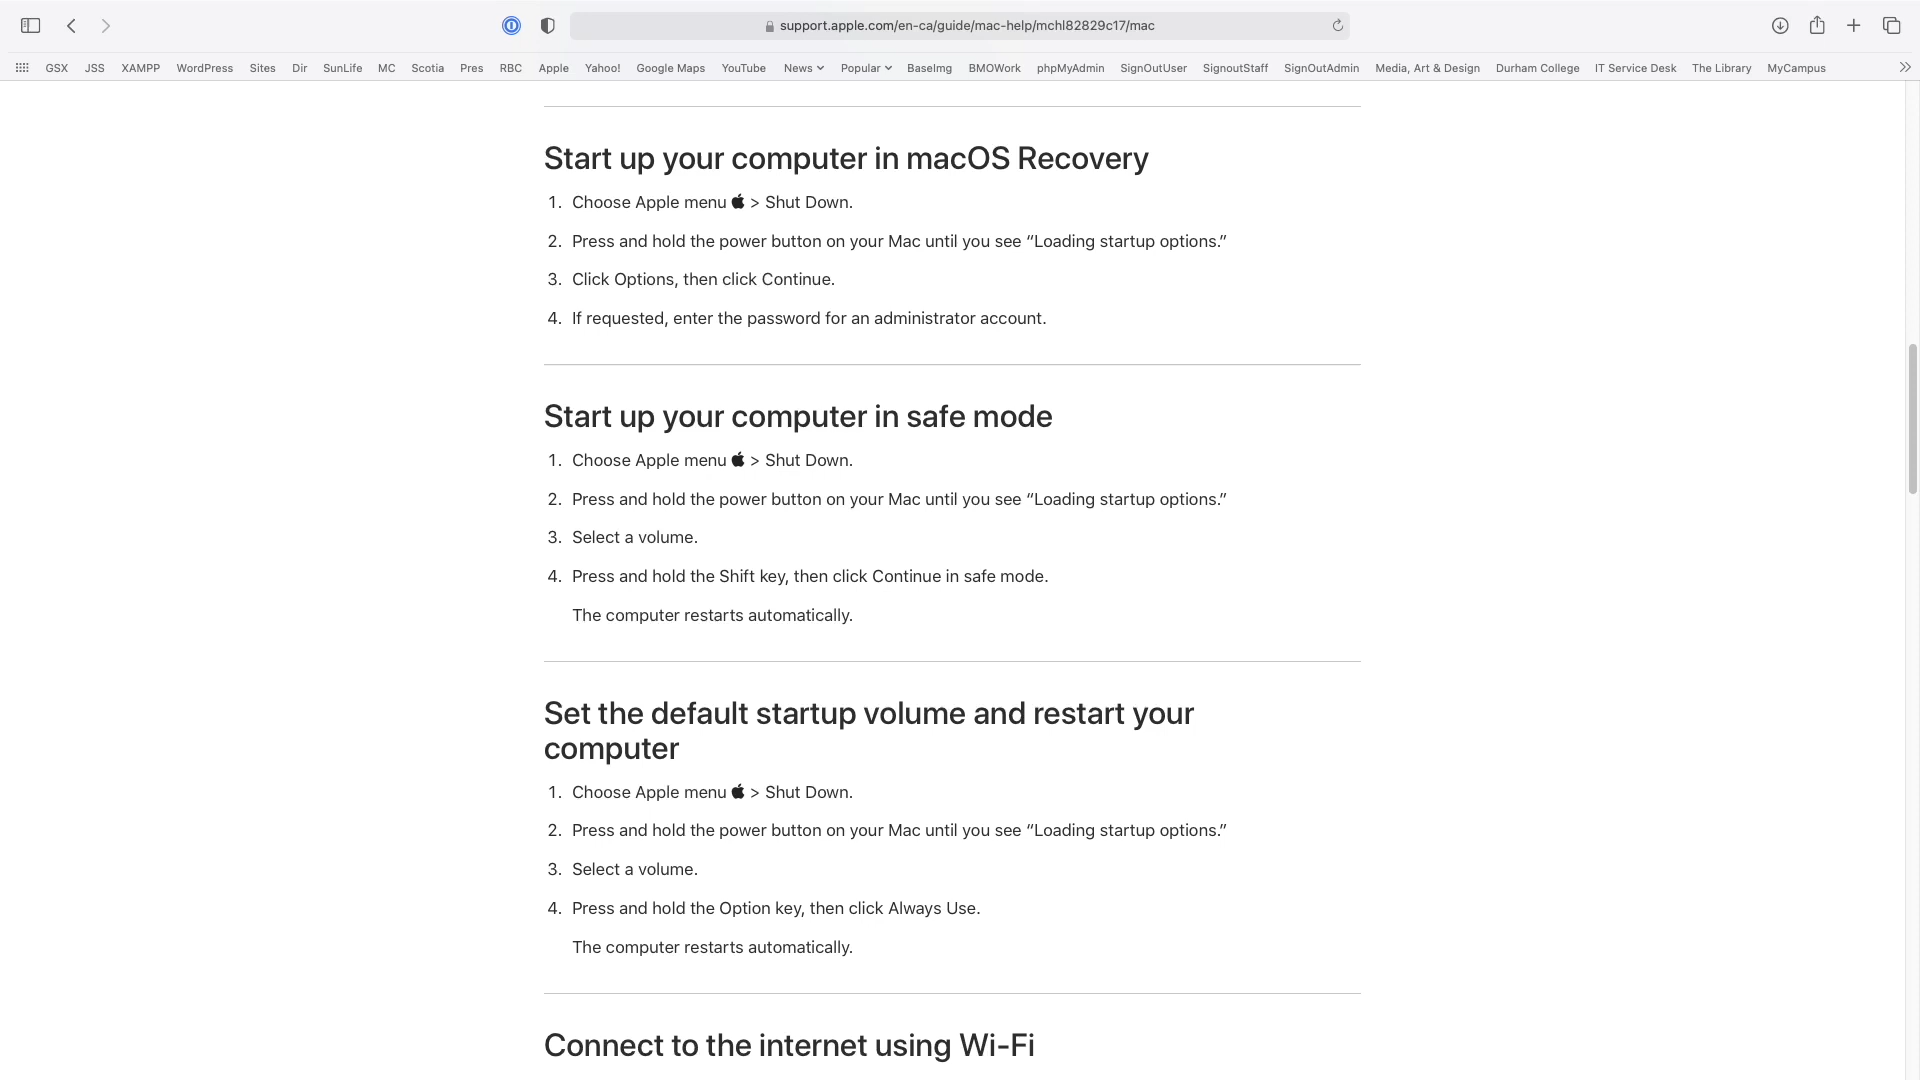 support.apple.com/en-ca/guide/mac-help/mchl82829c17/mac
GSX JSS XAMPP WordPress Sites Dir SunLife MC Scotia Pres RBC Apple Yahoo! Google Maps YouTube News Popular BaseImg BMOWork phpMyAdmin SignOutUser SignoutStaff SignOutAdmin Media, Art & Design Durham College IT Service Desk The Library MyCampus
Start up your computer in macOS Recovery
1. Choose Apple menu  > Shut Down.
2. Press and hold the power button on your Mac until you see “Loading startup options.”
3. Click Options, then click Continue.
4. If requested, enter the password for an administrator account.
Start up your computer in safe mode
1. Choose Apple menu  > Shut Down.
2. Press and hold the power button on your Mac until you see “Loading startup options.”
3. Select a volume.
4. Press and hold the Shift key, then click Continue in safe mode.
The computer restarts automatically.
Set the default startup volume and restart your
computer
1. Choose Apple menu  > Shut Down.
2. Press and hold the power button on your Mac until you see “Loading startup options.”
3. Select a volume.
4. Press and hold the Option key, then click Always Use.
The computer restarts automatically.
Connect to the internet using Wi-Fi